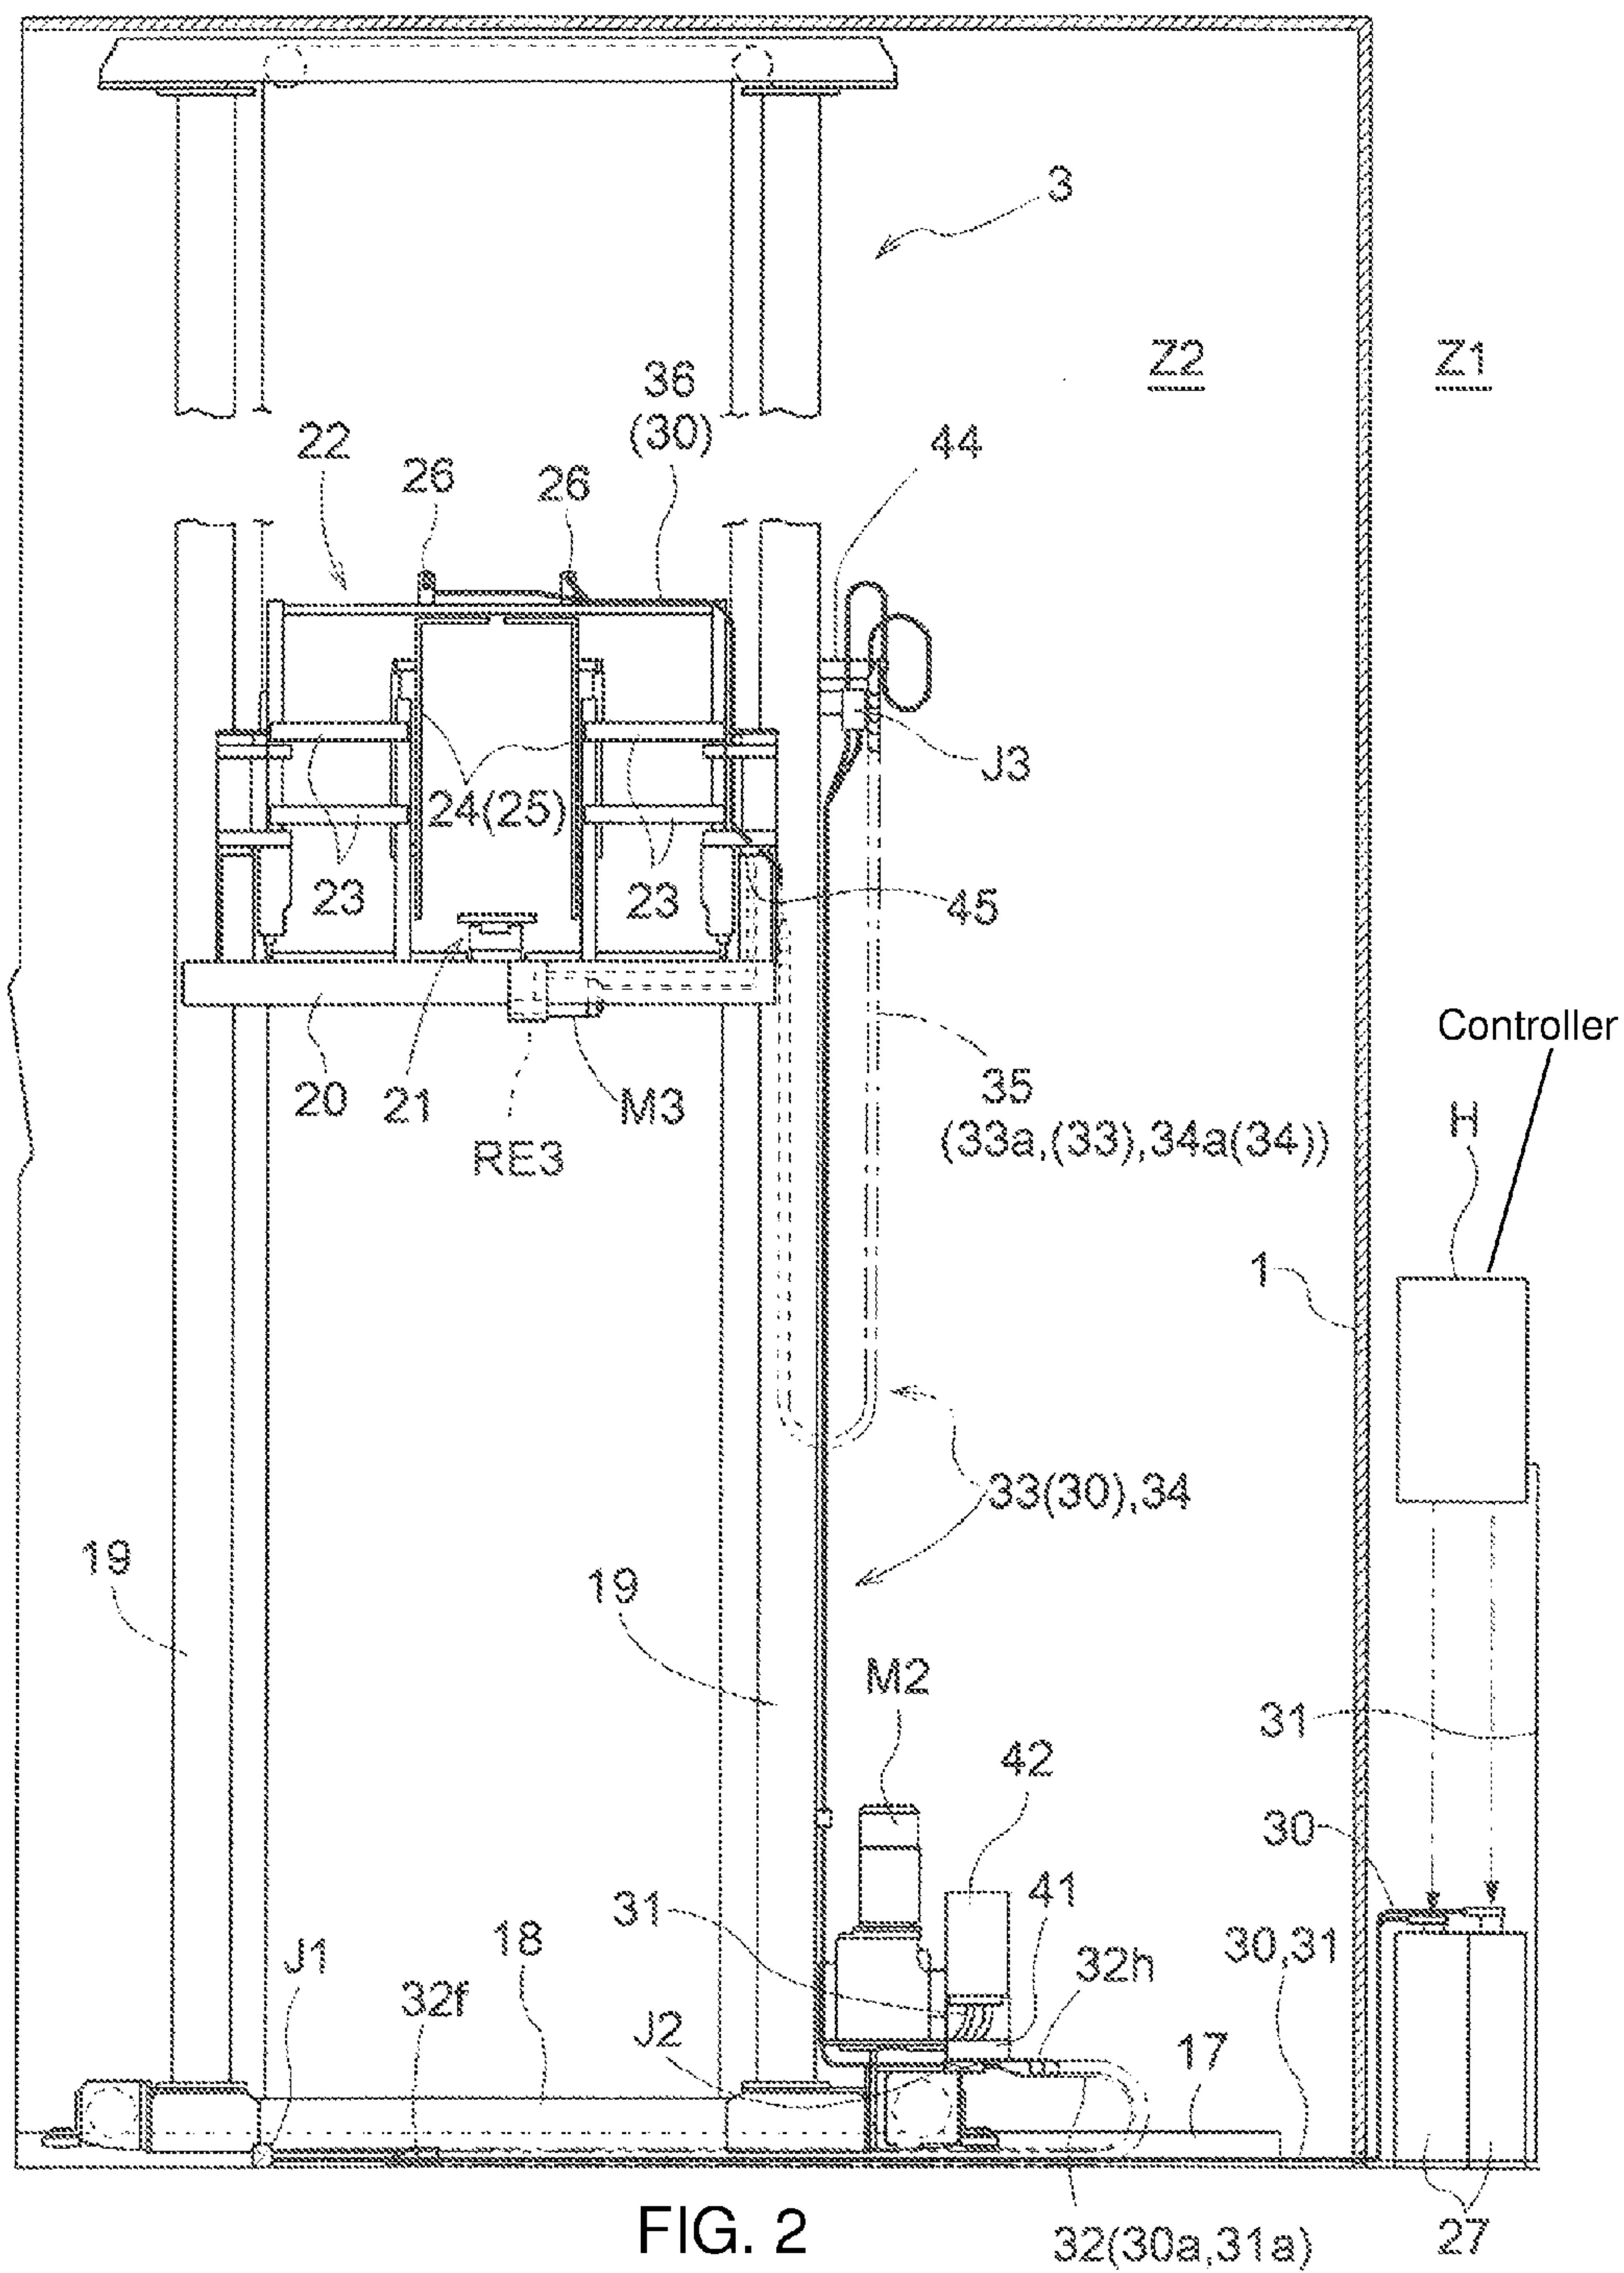 3
Z2
Z1
36
(30)
22
26
26
44
J3
24(25)
23
23
45
Controller
20
21
M3
RE3
35
(33a,(33),34a(34))
H
1
33(30),34
19
19
M2
31
42
30
31
41
J1
18
32f
J2
32h
30,31
17
FIG. 2
32(30a,31a)
27